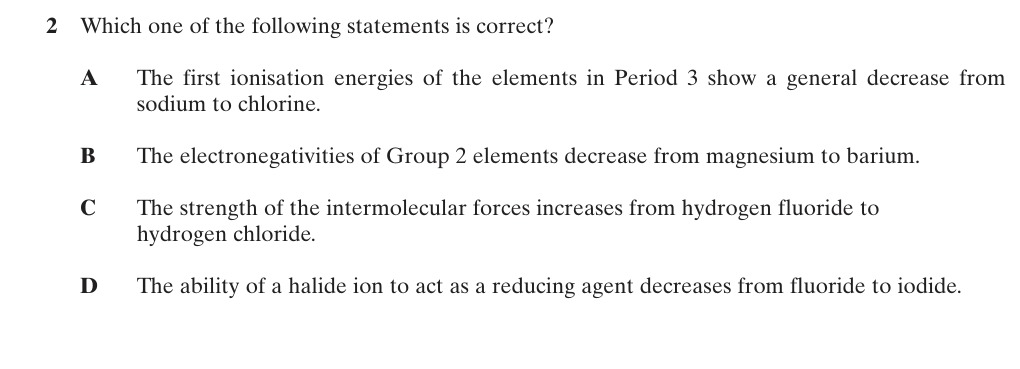 2 Which one of the following statements is correct?
A The first ionisation energies of the elements in Period 3 show a general decrease from
sodium to chlorine.
B The electronegativities of Group 2 elements decrease from magnesium to barium.
C The strength of the intermolecular forces increases from hydrogen fluoride to
hydrogen chloride.
D The ability of a halide ion to act as a reducing agent decreases from fluoride to iodide.